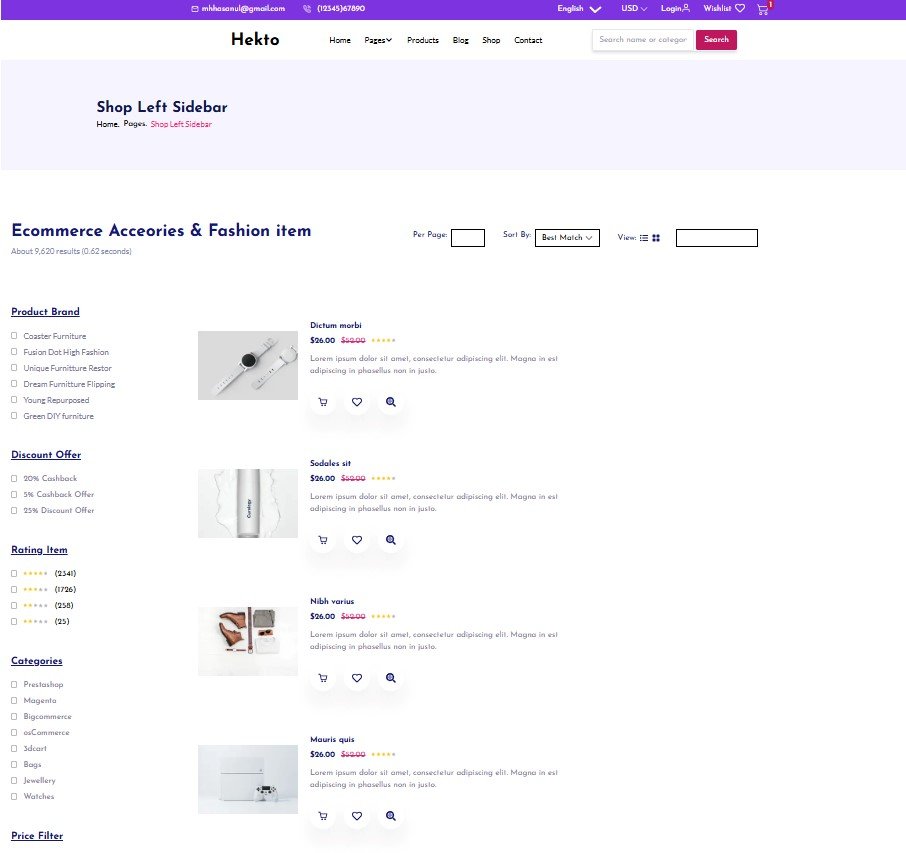 mhhasanul@gmail.com (12345)67890 English USD Login Wishlist 1
Hekto Home Pages Products Blog Shop Contact Search name or categor Search
Shop Left Sidebar
Home. Pages. Shop Left Sidebar
Ecommerce Acceories & Fashion item
About 9,620 results (0.62 seconds)
Per Page: Sort By: Best Match View:
Product Brand
Coaster Furniture
Fusion Dot High Fashion
Unique Furnitture Restor
Dream Furnitture Flipping
Young Repurposed
Green DIY furniture
Discount Offer
20% Cashback
5% Cashback Offer
25% Discount Offer
Rating Item
(2341)
(1726)
(258)
(25)
Categories
Prestashop
Magento
Bigcommerce
osCommerce
3dcart
Bags
Jewellery
Watches
Price Filter
Dictum morbi
$26.00 $52.00
Lorem ipsum dolor sit amet, consectetur adipiscing elit. Magna in est
adipiscing in phasellus non in justo.
Curology
Sodales sit
$26.00 $52.00
Lorem ipsum dolor sit amet, consectetur adipiscing elit. Magna in est
adipiscing in phasellus non in justo.
Nibh varius
$26.00 $52.00
Lorem ipsum dolor sit amet, consectetur adipiscing elit. Magna in est
adipiscing in phasellus non in justo.
Mauris quis
$26.00 $52.00
Lorem ipsum dolor sit amet, consectetur adipiscing elit. Magna in est
adipiscing in phasellus non in justo.